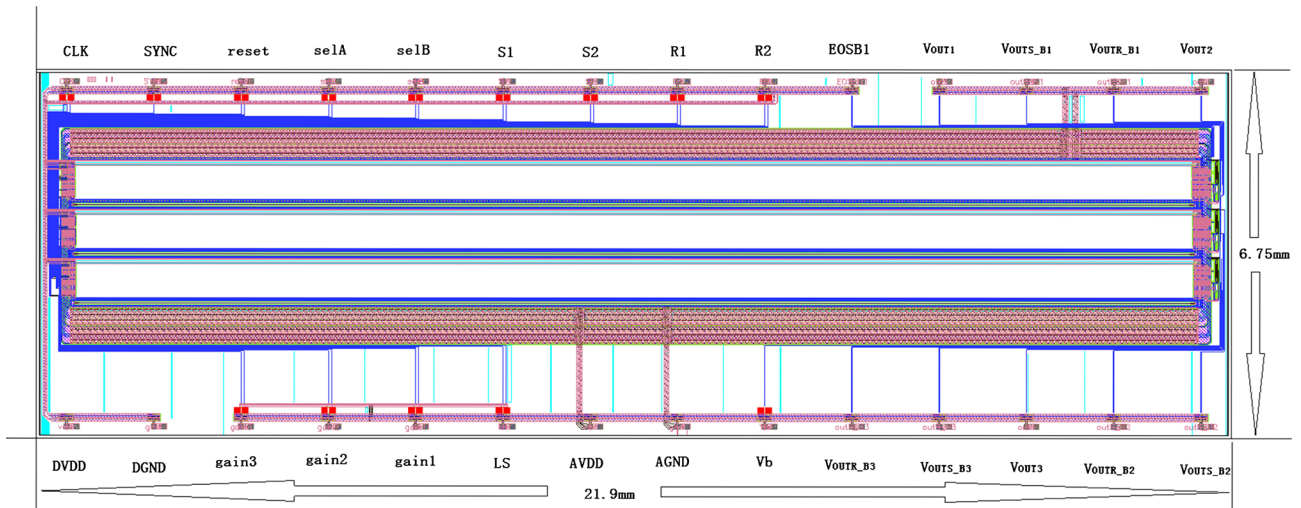 CLK SYNC reset selA selB S1 S2 R1 R2 EOSB1 VOUT1 VOUTS_B1 VOUTR_B1 VOUT2
6.75mm
DVDD DGND gain3 gain2 gain1 LS AVDD AGND Vb VOUTR_B3 VOUTS_B3 VOUT3 VOUTR_B2 VOUTS_B2
21.9mm